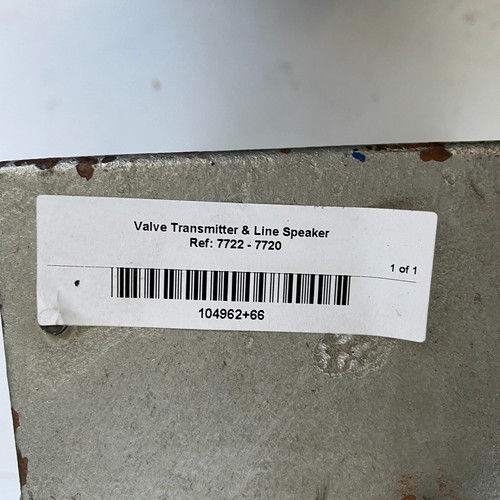 Valve Transmitter & Line Speaker
Ref: 7722 - 7720
1 of 1
104962+66